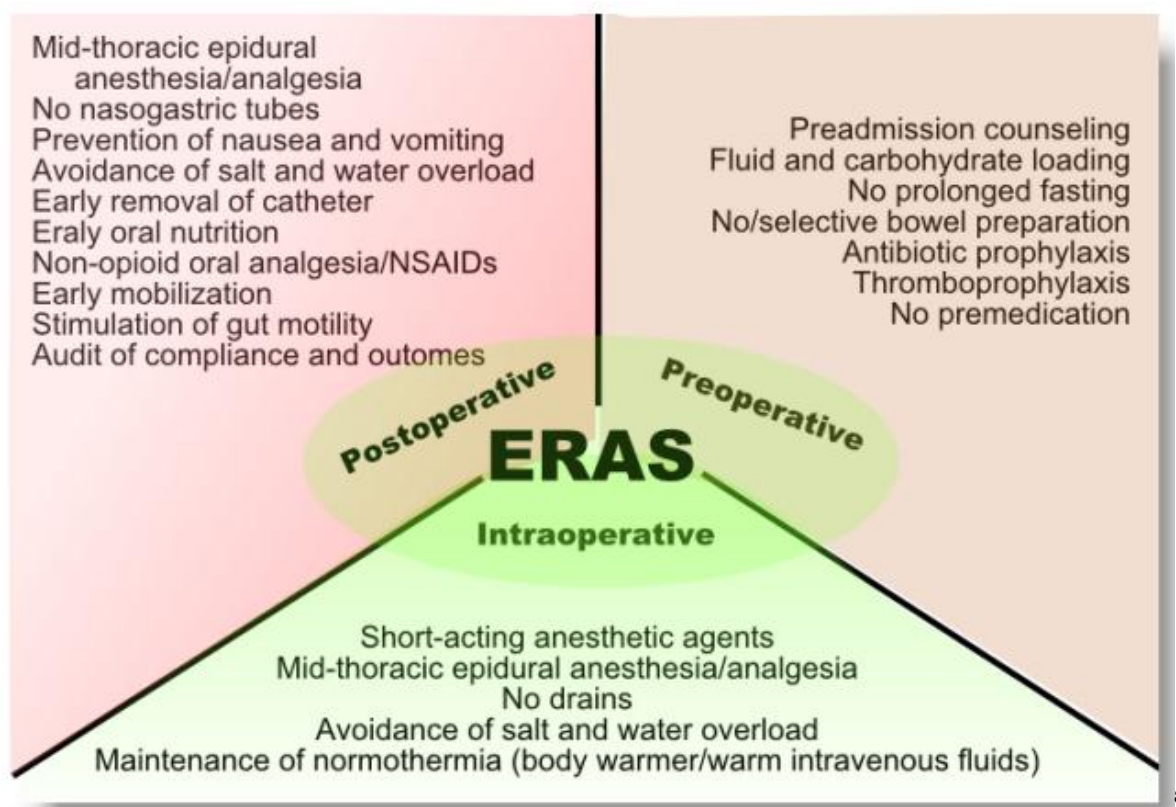 Mid-thoracic epidural
anesthesia/analgesia
No nasogastric tubes
Prevention of nausea and vomiting
Avoidance of salt and water overload
Early removal of catheter
Eraly oral nutrition
Non-opioid oral analgesia/NSAIDs
Early mobilization
Stimulation of gut motility
Audit of compliance and outomes
Preadmission counseling
Fluid and carbohydrate loading
No prolonged fasting
No/selective bowel preparation
Antibiotic prophylaxis
Thromboprophylaxis
No premedication
Postoperative
Preoperative
ERAS
Intraoperative
Short-acting anesthetic agents
Mid-thoracic epidural anesthesia/analgesia
No drains
Avoidance of salt and water overload
Maintenance of normothermia (body warmer/warm intravenous fluids)